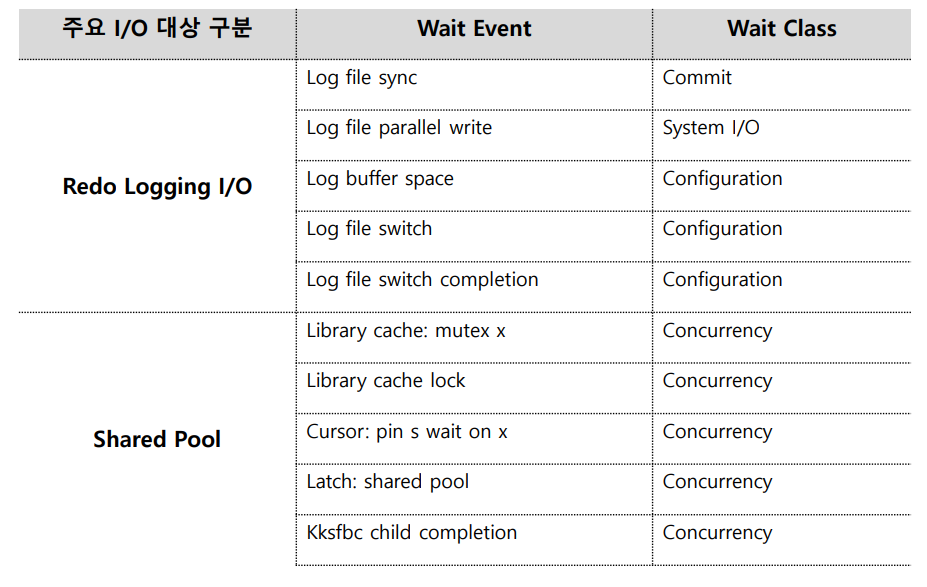 주요 I/O 대상 구분 Wait Event Wait Class
Redo Logging I/O
Log file sync Commit
Log file parallel write System I/O
Log buffer space Configuration
Log file switch Configuration
Log file switch completion Configuration
Shared Pool
Library cache: mutex x Concurrency
Library cache lock Concurrency
Cursor: pin s wait on x Concurrency
Latch: shared pool Concurrency
Kksfbc child completion Concurrency